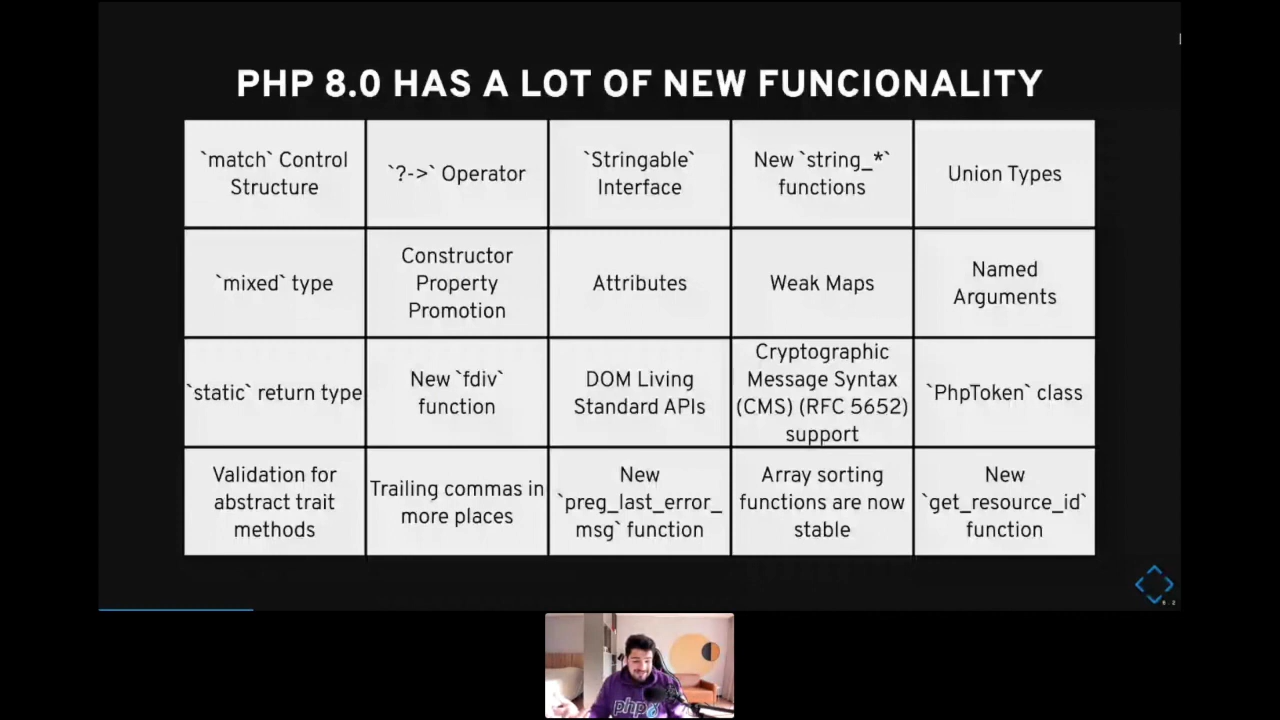 PHP 8.0 HAS A LOT OF NEW FUNCIONALITY
`match` Control
Structure
`?->` Operator
`Stringable`
Interface
New `string_*`
functions
Union Types
`mixed` type
Constructor
Property
Promotion
Attributes
Weak Maps
Named
Arguments
`static` return type
New `fdiv`
function
DOM Living
Standard APIs
Cryptographic
Message Syntax
(CMS) (RFC 5652)
support
`PhpToken` class
Validation for
abstract trait
methods
Trailing commas in
more places
New
`preg_last_error_
msg` function
Array sorting
functions are now
stable
New
`get_resource_id`
function
php